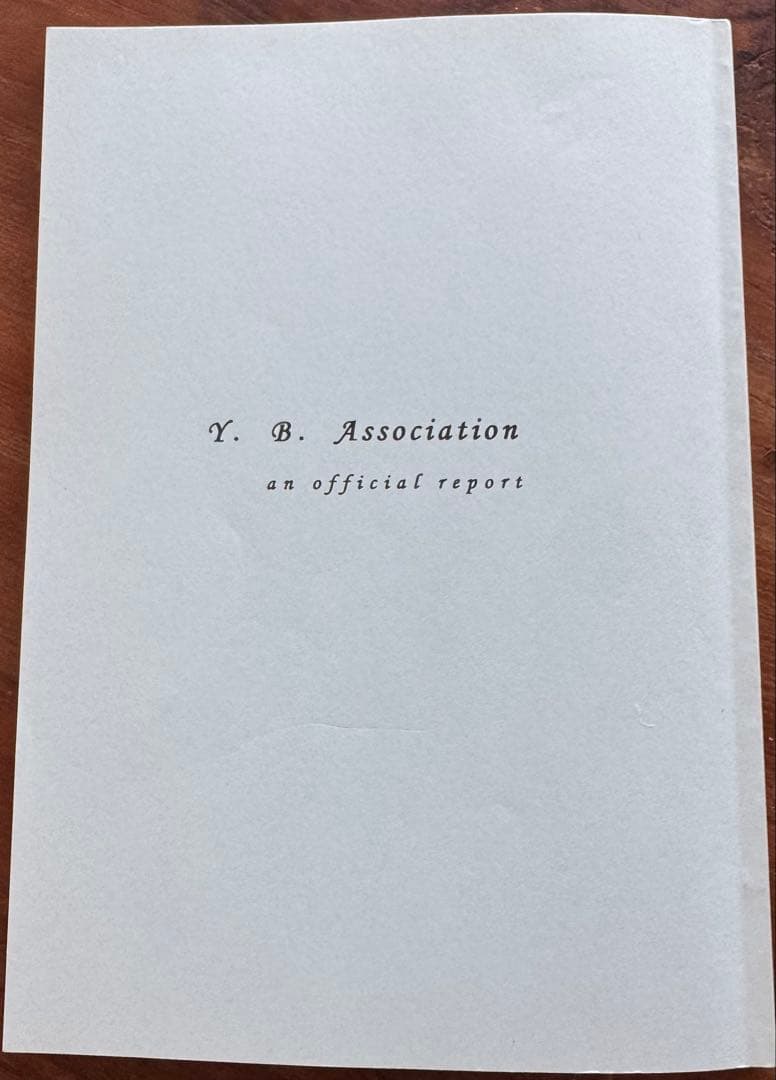 Y. B. Association
an official report